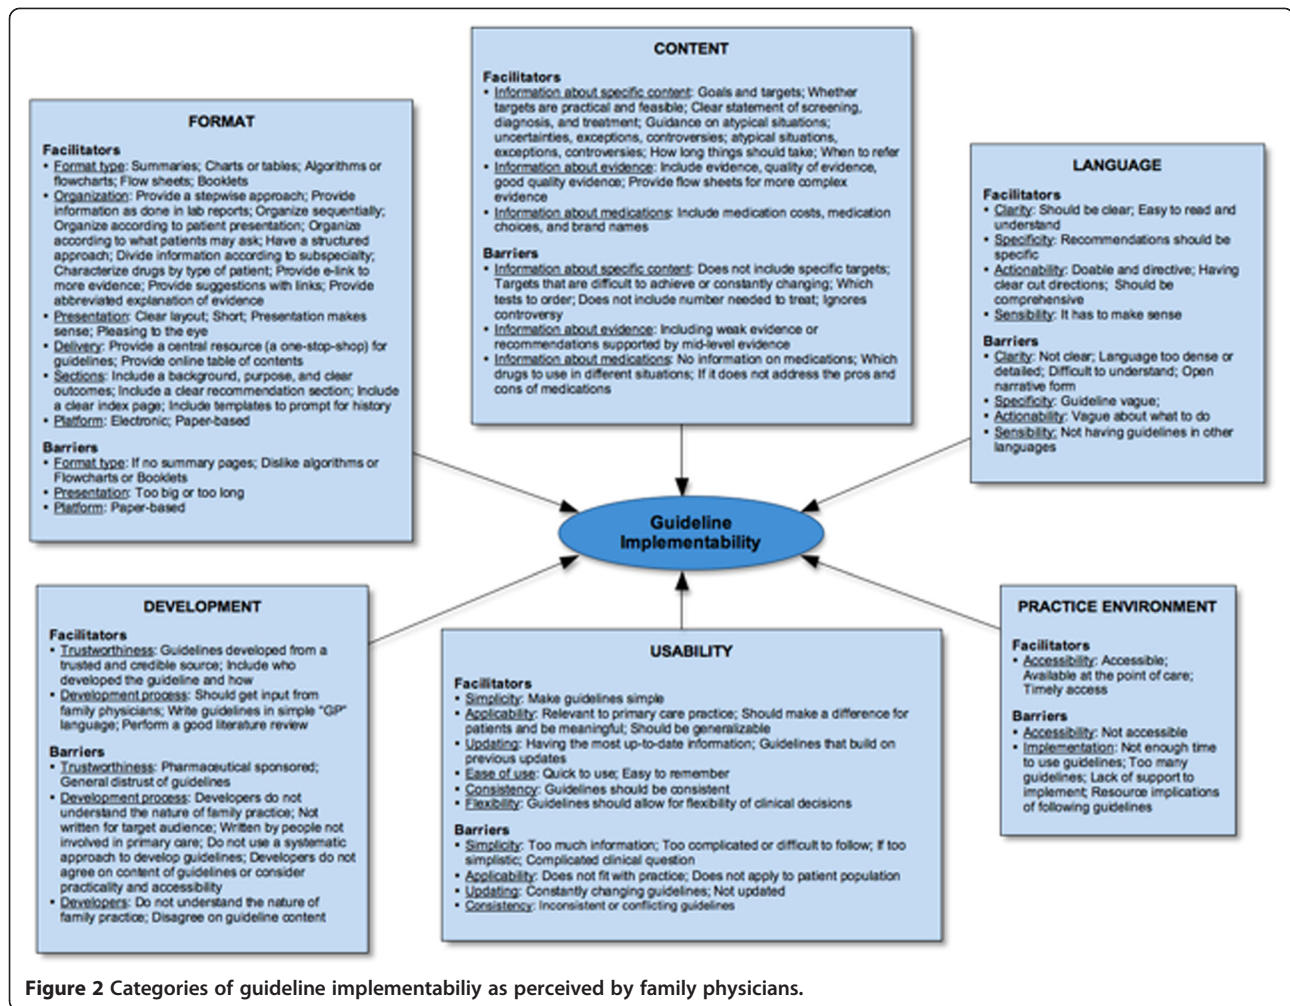 CONTENT
Facilitators
▪ Information about specific content: Goals and targets; Whether
targets are practical and feasible; Clear statement of screening,
diagnosis, and treatment; Guidance on atypical situations;
uncertainties, exceptions, controversies; atypical situations,
exceptions, controversies; How long things should take; When to refer
▪ Information about evidence: Include evidence, quality of evidence,
good quality evidence; Provide flow sheets for more complex
evidence
▪ Information about medications: Include medication costs, medication
choices, and brand names
Barriers
▪ Information about specific content: Does not include specific targets;
Targets that are difficult to achieve or constantly changing; Which
tests to order; Does not include number needed to treat; Ignores
controversy
▪ Information about evidence: Including weak evidence or
recommendations supported by mid-level evidence
▪ Information about medications: No information on medications; Which
drugs to use in different situations; If it does not address the pros and
cons of medications
FORMAT
Facilitators
▪ Format type: Summaries; Charts or tables; Algorithms or
flowcharts; Flow sheets; Booklets
▪ Organization: Provide a stepwise approach; Provide
information as done in lab reports; Organize sequentially;
Organize according to patient presentation; Organize
according to what patients may ask; Have a structured
approach; Divide information according to subspecialty;
Characterize drugs by type of patient; Provide e-link to
more evidence; Provide suggestions with links; Provide
abbreviated explanation of evidence
▪ Presentation: Clear layout; Short; Presentation makes
sense; Pleasing to the eye
▪ Delivery: Provide a central resource (a one-stop-shop) for
guidelines; Provide online table of contents
▪ Sections: Include a background, purpose, and clear
outcomes; Include a clear recommendation section; Include
a clear index page; Include templates to prompt for history
▪ Platform: Electronic; Paper-based
Barriers
▪ Format type: If no summary pages; Dislike algorithms or
Flowcharts or Booklets
▪ Presentation: Too big or too long
▪ Platform: Paper-based
LANGUAGE
Facilitators
▪ Clarity: Should be clear; Easy to read and
understand
▪ Specificity: Recommendations should be
specific
▪ Actionability: Doable and directive; Having
clear cut directions; Should be
comprehensive
▪ Sensibility: It has to make sense
Barriers
▪ Clarity: Not clear; Language too dense or
detailed; Difficult to understand; Open
narrative form
▪ Specificity: Guideline vague;
▪ Actionability: Vague about what to do
▪ Sensibility: Not having guidelines in other
languages
Guideline
Implementability
DEVELOPMENT
Facilitators
▪ Trustworthiness: Guidelines developed from a
trusted and credible source; Include who
developed the guideline and how
▪ Development process: Should get input from
family physicians; Write guidelines in simple "GP"
language; Perform a good literature review
Barriers
▪ Trustworthiness: Pharmaceutical sponsored;
General distrust of guidelines
▪ Development process: Developers do not
understand the nature of family practice; Not
written for target audience; Written by people not
involved in primary care; Do not use a systematic
approach to develop guidelines; Developers do not
agree on content of guidelines or consider
practicality and accessibility
▪ Developers: Do not understand the nature of
family practice; Disagree on guideline content
USABILITY
Facilitators
▪ Simplicity: Make guidelines simple
▪ Applicability: Relevant to primary care practice; Should make a difference for
patients and be meaningful; Should be generalizable
▪ Updating: Having the most up-to-date information; Guidelines that build on
previous updates
▪ Ease of use: Quick to use; Easy to remember
▪ Consistency: Guidelines should be consistent
▪ Flexibility: Guidelines should allow for flexibility of clinical decisions
Barriers
▪ Simplicity: Too much information; Too complicated or difficult to follow; If too
simplistic; Complicated clinical question
▪ Applicability: Does not fit with practice; Does not apply to patient population
▪ Updating: Constantly changing guidelines; Not updated
▪ Consistency: Inconsistent or conflicting guidelines
PRACTICE ENVIRONMENT
Facilitators
▪ Accessibility: Accessible;
Available at the point of care;
Timely access
Barriers
▪ Accessibility: Not accessible
▪ Implementation: Not enough time
to use guidelines; Too many
guidelines; Lack of support to
implement; Resource implications
of following guidelines
Figure 2 Categories of guideline implementabiliy as perceived by family physicians.